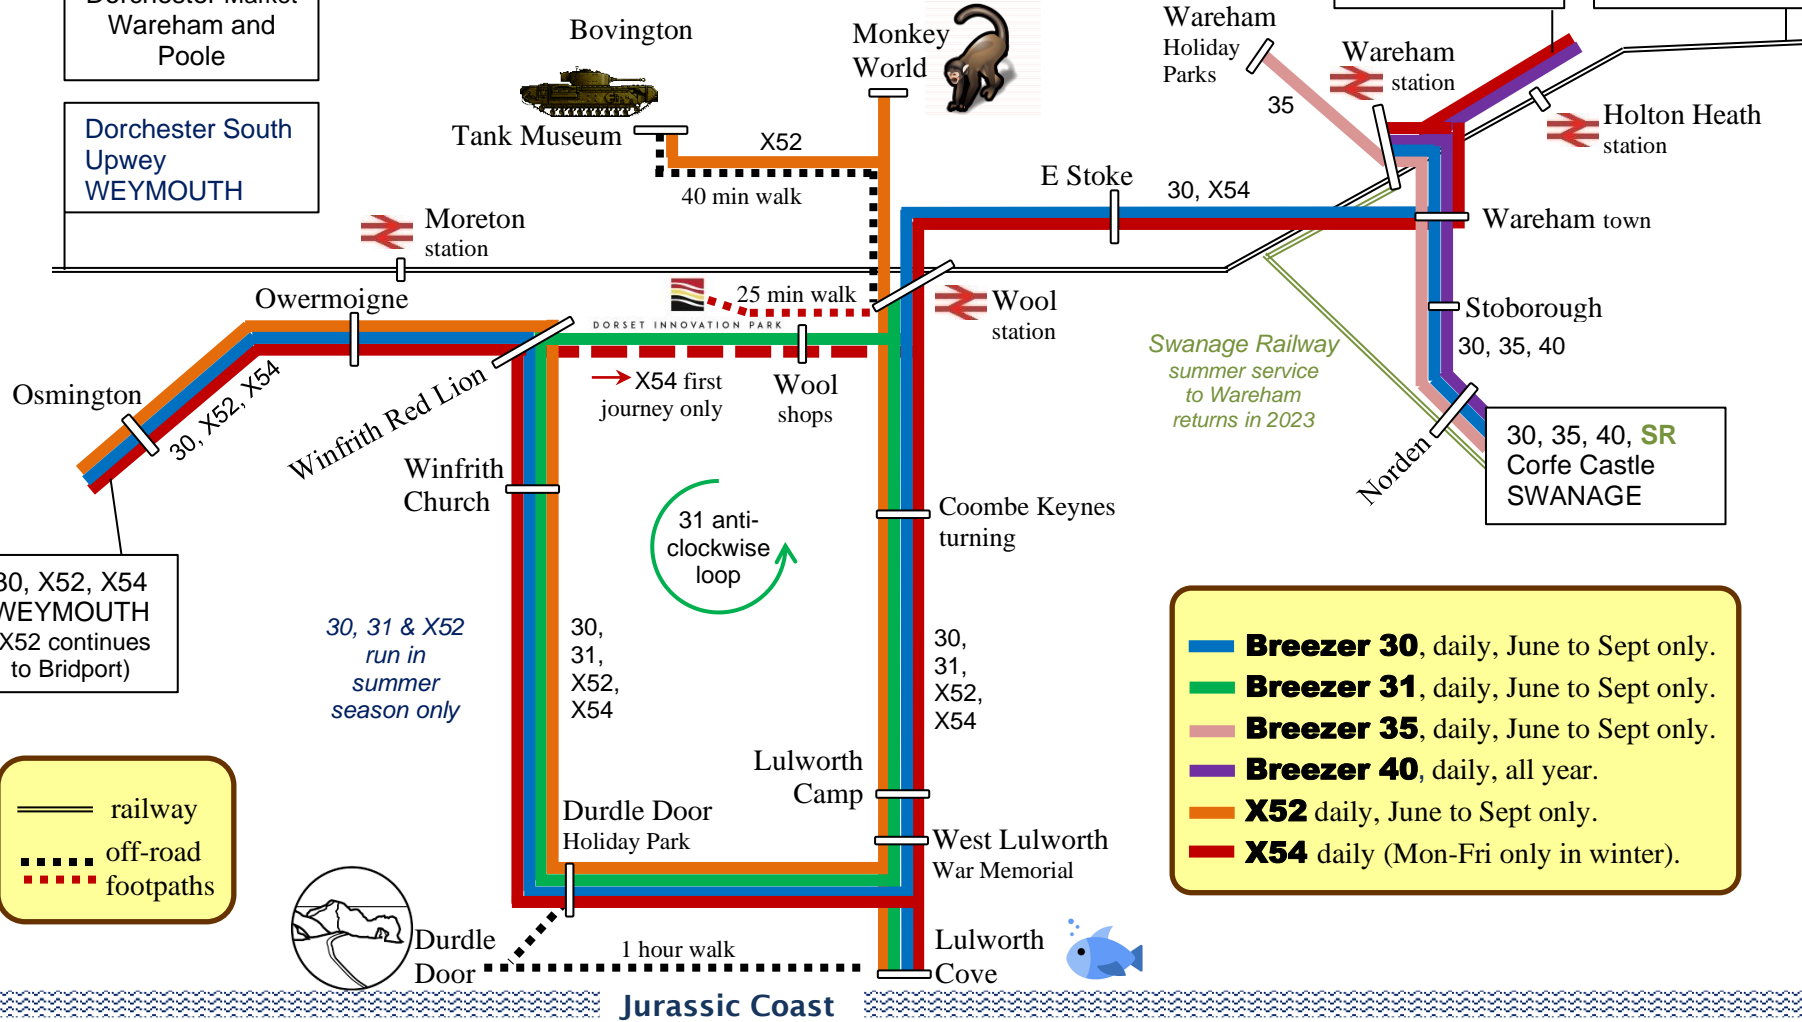 Dorchester Market
Wareham and
Poole
Dorchester South
Upwey
WEYMOUTH
Bovington
Tank Museum
X52
40 min walk
Monkey
World
Wareham
Holiday
Parks
35
Wareham
station
Holton Heath
station
E Stoke
30, X54
Wareham town
Moreton
station
25 min walk
DORSET INNOVATION PARK
Wool
station
Stoborough
30, 35, 40
Swanage Railway
summer service
to Wareham
returns in 2023
Norden
30, 35, 40, SR
Corfe Castle
SWANAGE
Owermoigne
Osmington
30, X52, X54
Winfrith Red Lion
X54 first
journey only
Wool
shops
Winfrith
Church
31 anti-
clockwise
loop
Coombe Keynes
turning
30, X52, X54
WEYMOUTH
X52 continues
to Bridport)
30, 31 & X52
run in
summer
season only
30,
31,
X52,
X54
30,
31,
X52,
X54
Lulworth
Camp
Durdle Door
Holiday Park
West Lulworth
War Memorial
Breezer 30, daily, June to Sept only.
Breezer 31, daily, June to Sept only.
Breezer 35, daily, June to Sept only.
Breezer 40, daily, all year.
X52 daily, June to Sept only.
X54 daily (Mon-Fri only in winter).
railway
off-road
footpaths
Durdle
Door
1 hour walk
Lulworth
Cove
Jurassic Coast